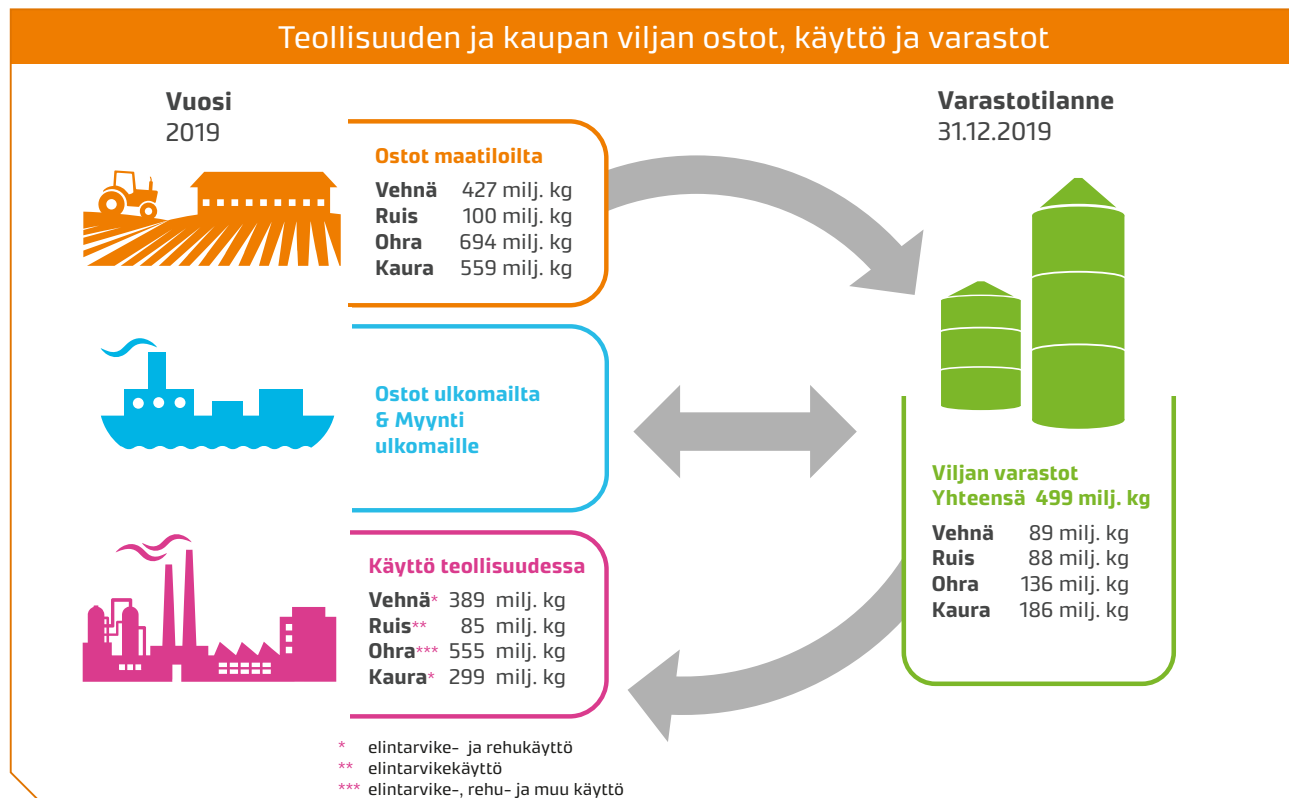 Teollisuuden ja kaupan viljan ostot, käyttö ja varastot
Vuosi
2019
Ostot maatiloilta
Vehnä 427 milj. kg
Ruis 100 milj. kg
Ohra 694 milj. kg
Kaura 559 milj. kg
Ostot ulkomailta
& Myynti
ulkomaille
Käyttö teollisuudessa
Vehnä* 389 milj. kg
Ruis** 85 milj. kg
Ohra*** 555 milj. kg
Kaura* 299 milj. kg
* elintarvike- ja rehukäyttö
** elintarvikekäyttö
*** elintarvike-, rehu- ja muu käyttö
Varastotilanne
31.12.2019
Viljan varastot
Yhteensä 499 milj. kg
Vehnä 89 milj. kg
Ruis 88 milj. kg
Ohra 136 milj. kg
Kaura 186 milj. kg